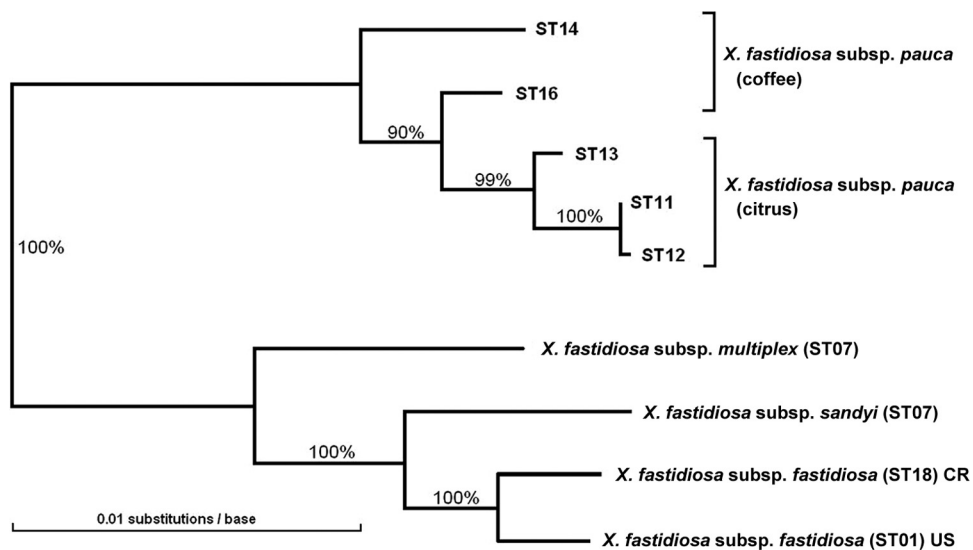 ST14
X. fastidiosa subsp. pauca
(coffee)
ST16
90%
ST13
99%
X. fastidiosa subsp. pauca
(citrus)
ST11
100%
ST12
100%
X. fastidiosa subsp. multiplex (ST07)
X. fastidiosa subsp. sandyi (ST07)
100%
X. fastidiosa subsp. fastidiosa (ST18) CR
100%
0.01 substitutions / base
X. fastidiosa subsp. fastidiosa (ST01) US